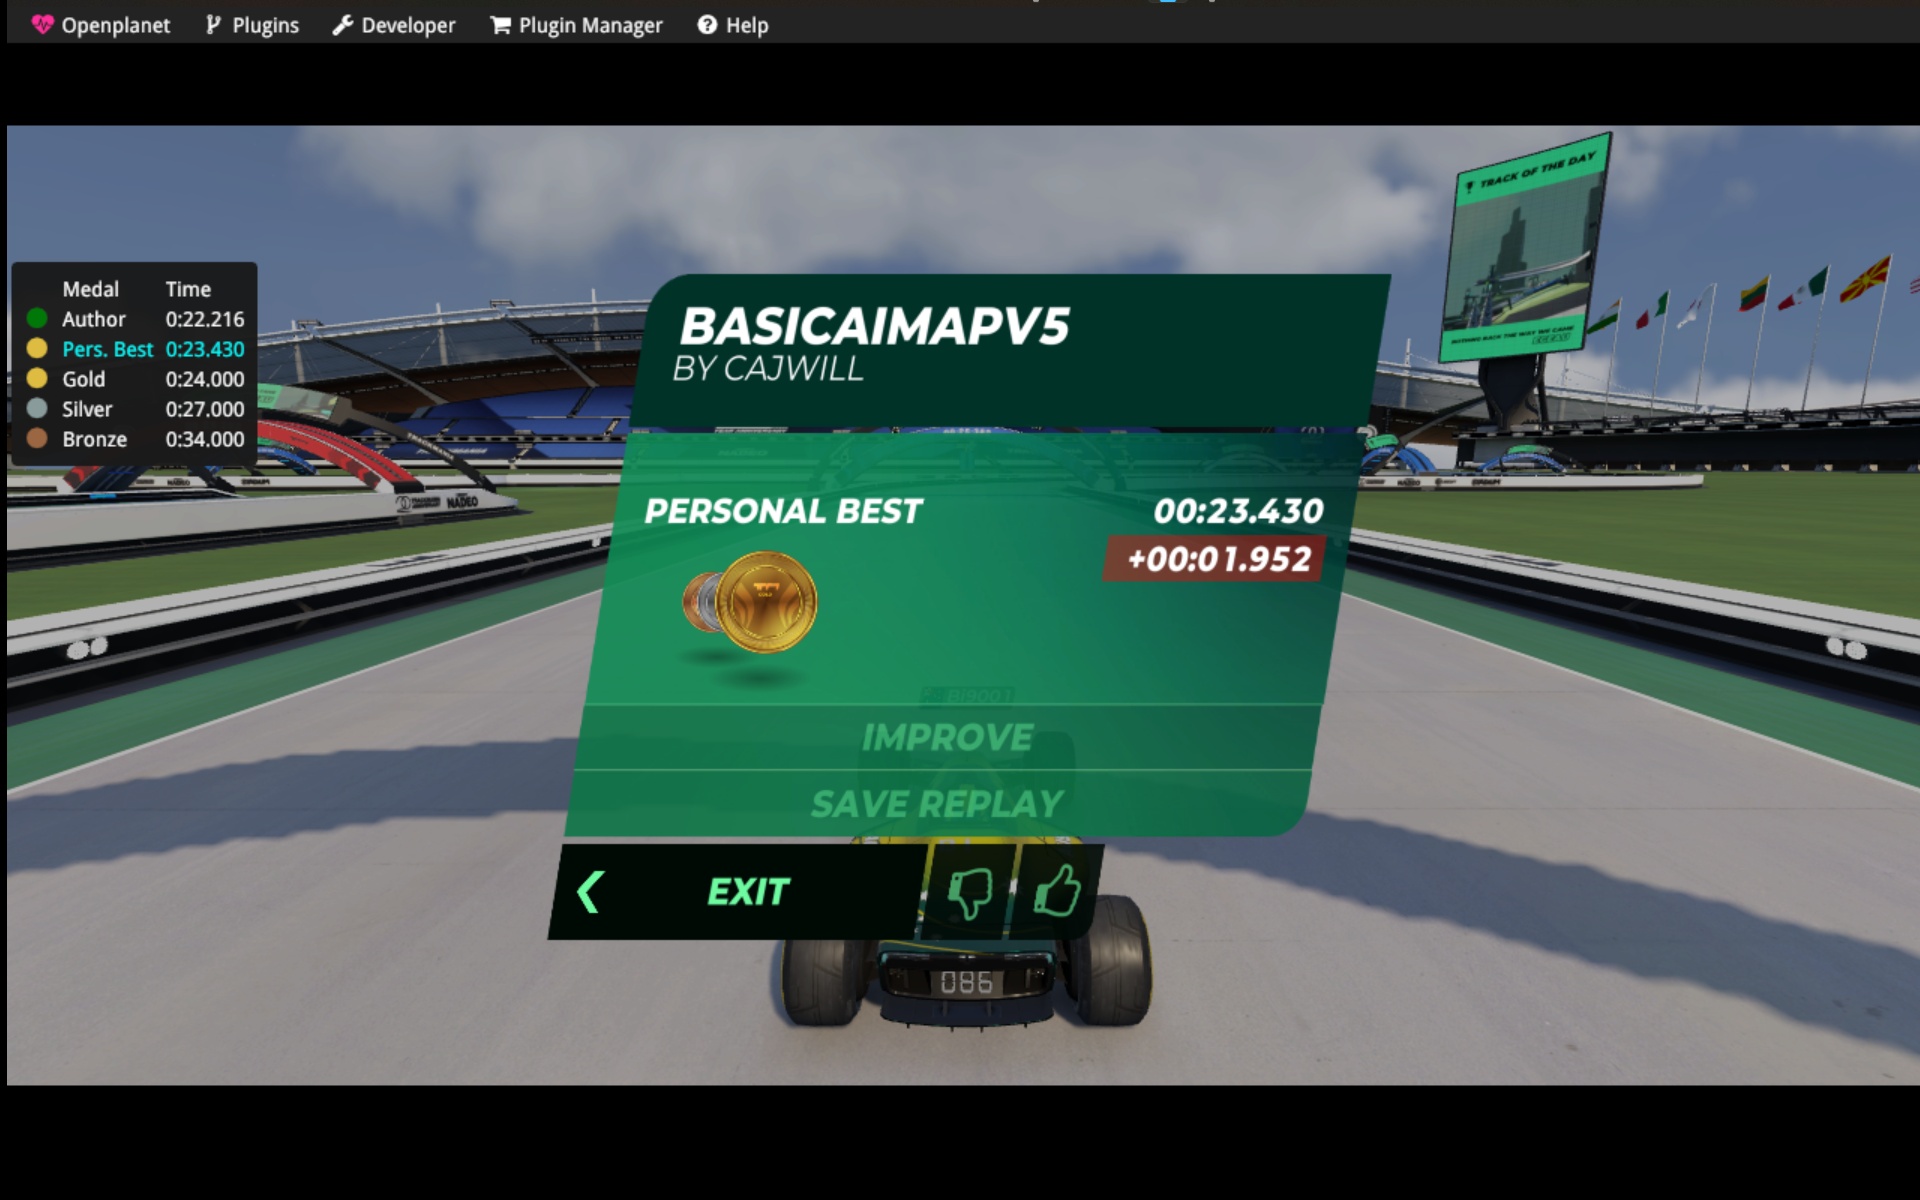 Openplanet Plugins Developer Plugin Manager Help
TRACK OF THE DAY
Medal Time
Author 0:22.216
Pers. Best 0:23.430
Gold 0:24.000
Silver 0:27.000
Bronze 0:34.000
BASICAIMAPV5
BY CAJWILL
NADEO
PERSONAL BEST 00:23.430
+00:01.952
IMPROVE
SAVE REPLAY
EXIT
086